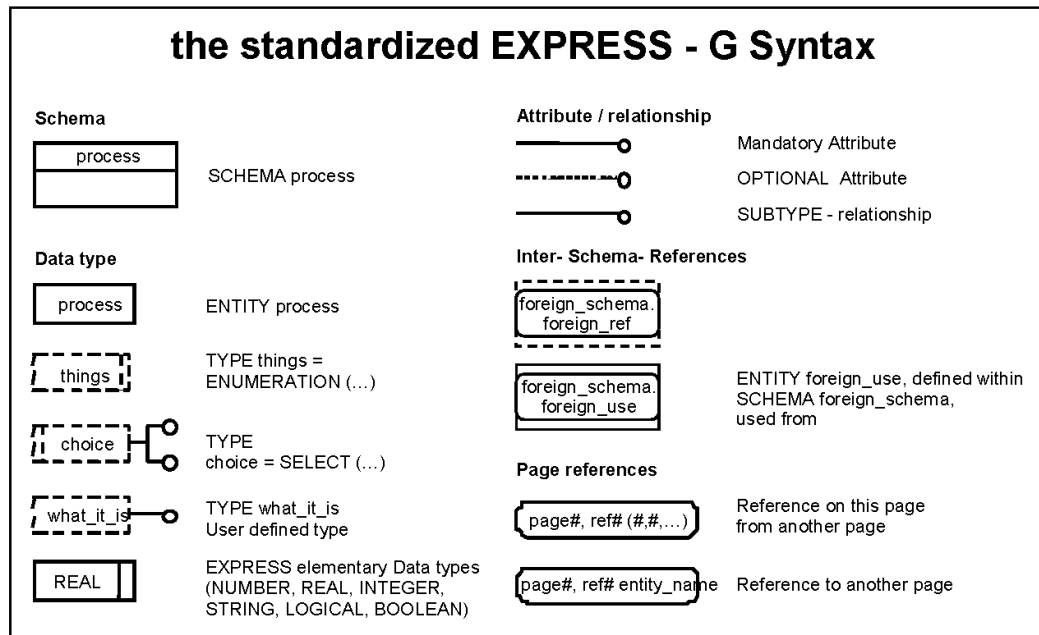 the standardized EXPRESS - G Syntax
Schema
process
SCHEMA process
Data type
process
ENTITY process
things
TYPE things =
ENUMERATION (...)
choice
TYPE
choice = SELECT (...)
what_it_is
TYPE what_it_is
User defined type
REAL
EXPRESS elementary Data types
(NUMBER, REAL, INTEGER,
STRING, LOGICAL, BOOLEAN)
Attribute / relationship
Mandatory Attribute
OPTIONAL Attribute
SUBTYPE - relationship
Inter- Schema- References
foreign_schema.
foreign_ref
foreign_schema.
foreign_use
ENTITY foreign_use, defined within
SCHEMA foreign_schema,
used from
Page references
page#, ref# (#,#,...)
Reference on this page
from another page
page#, ref# entity_name
Reference to another page